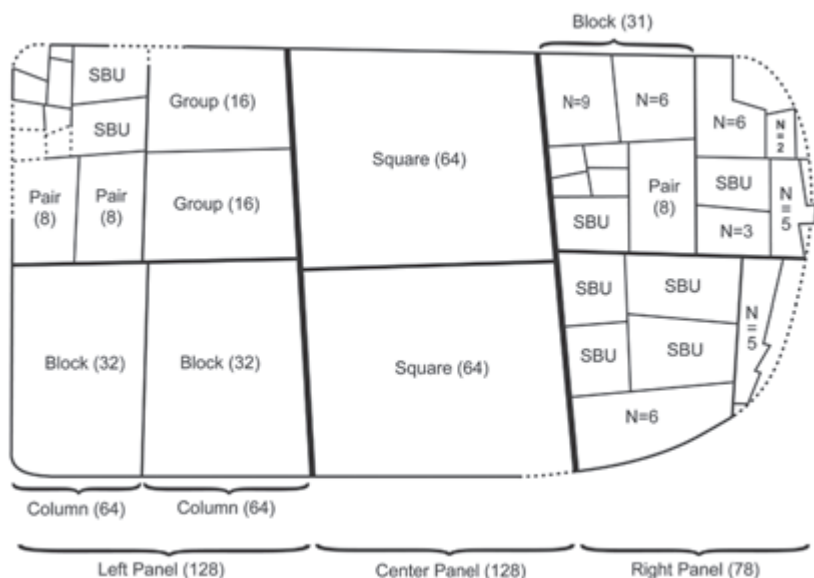 Block (31)
SBU
Group (16)
N=9
N=6
N=6
N
=
2
SBU
Square (64)
Pair
(8)
Pair
(8)
Group (16)
Pair
(8)
SBU
N
=
5
SBU
N=3
SBU
SBU
N
=
5
Block (32)
Block (32)
Square (64)
SBU
SBU
N=6
Column (64)
Column (64)
Left Panel (128)
Center Panel (128)
Right Panel (78)